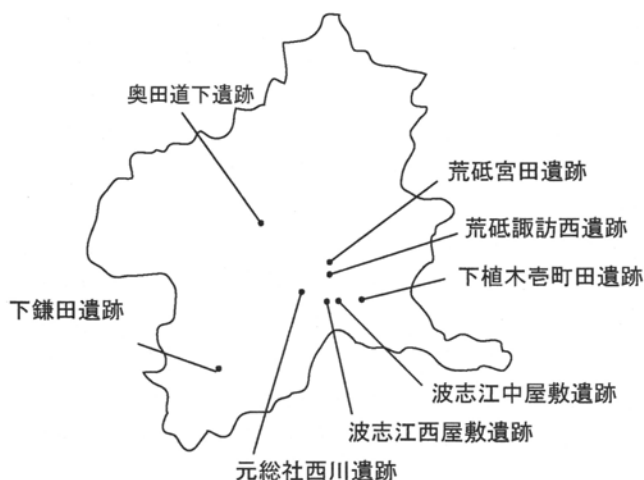 奥田道下遺跡
荒砥宮田遺跡
荒砥諏訪西遺跡
下植木壱町田遺跡
下鎌田遺跡
波志江中屋敷遺跡
波志江西屋敷遺跡
元総社西川遺跡